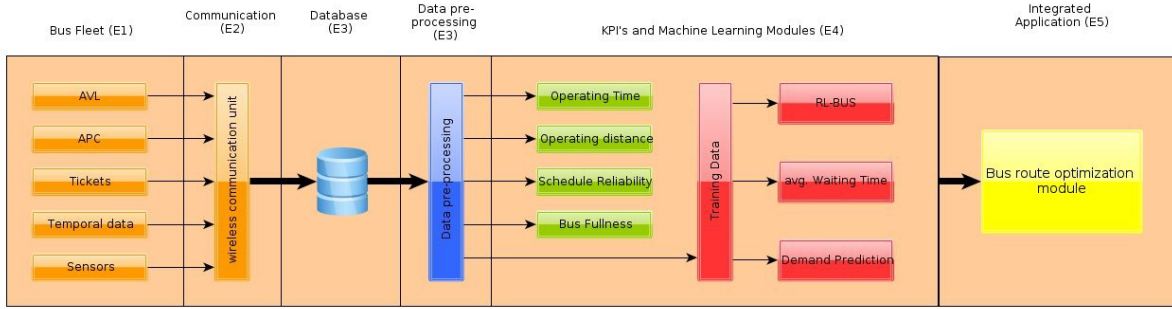 Bus Fleet (E1)
Communication
(E2)
Database
(E3)
Data pre-
processing
(E3)
KPI's and Machine Learning Modules (E4)
Integrated
Application (E5)
AVL
APC
Tickets
Temporal data
Sensors
wireless communication unit
Data pre-processing
Operating Time
Operating distance
Schedule Reliability
Bus Fullness
Training Data
RL-BUS
avg. Waiting Time
Demand Prediction
Bus route optimization
module